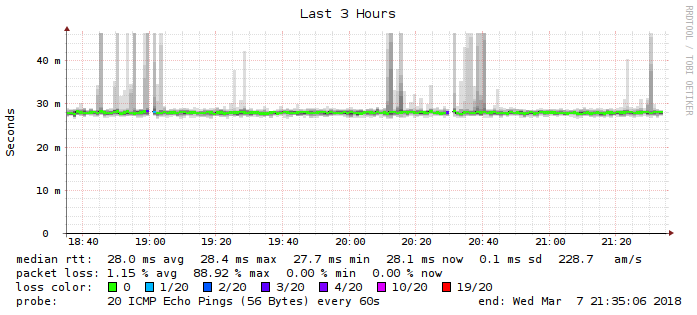 Last 3 Hours
RRDTOOL / TOBI OETIKER
Seconds
40 m
30 m
20 m
10 m
0
18:40 19:00 19:20 19:40 20:00 20:20 20:40 21:00 21:20
median rtt: 28.0 ms avg 28.4 ms max 27.7 ms min 28.1 ms now 0.1 ms sd 228.7 am/s
packet loss: 1.15 % avg 88.92 % max 0.00 % min 0.00 % now
loss color: 0 1/20 2/20 3/20 4/20 10/20 19/20
probe: 20 ICMP Echo Pings (56 Bytes) every 60s end: Wed Mar 7 21:35:06 2018